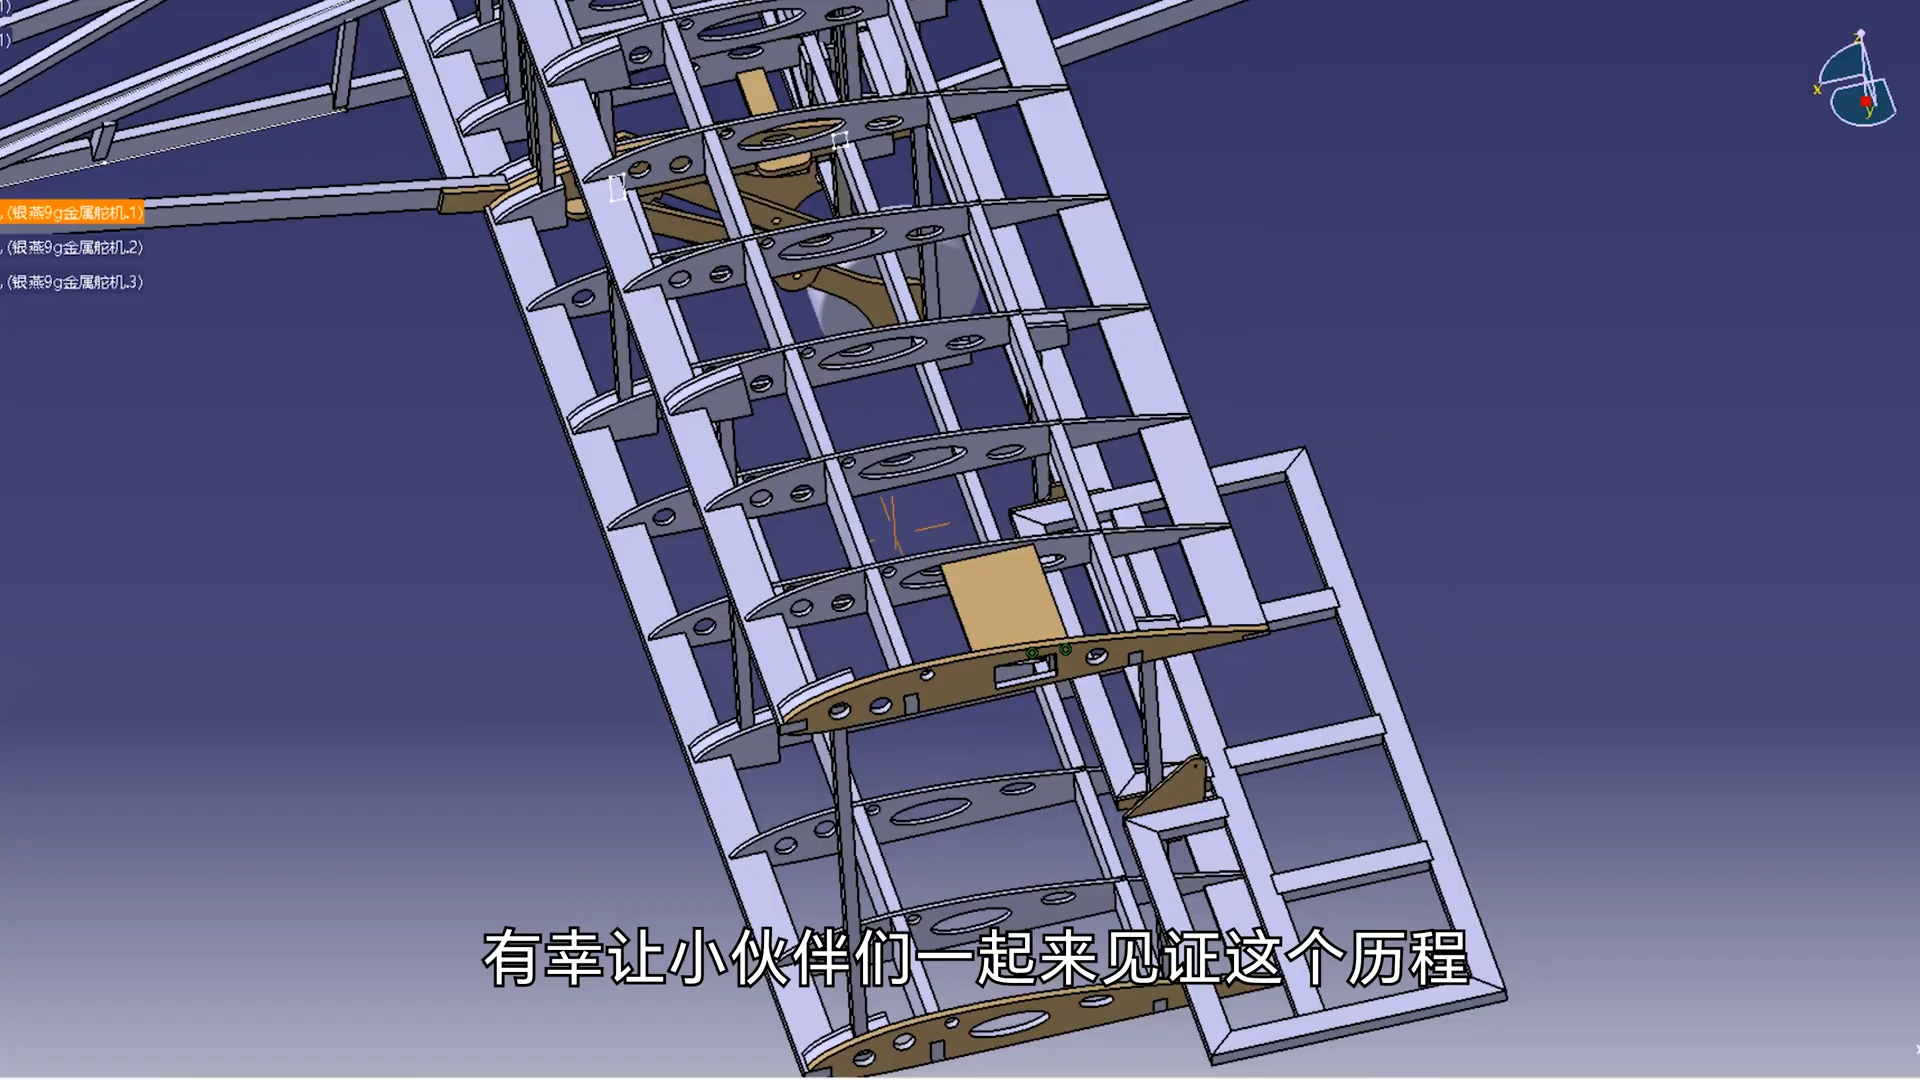 1)
1)
(银燕9g金属舵机.1)
(银燕9g金属舵机.2)
(银燕9g金属舵机.3)
z
x
y
有幸让小伙伴们一起来见证这个历程